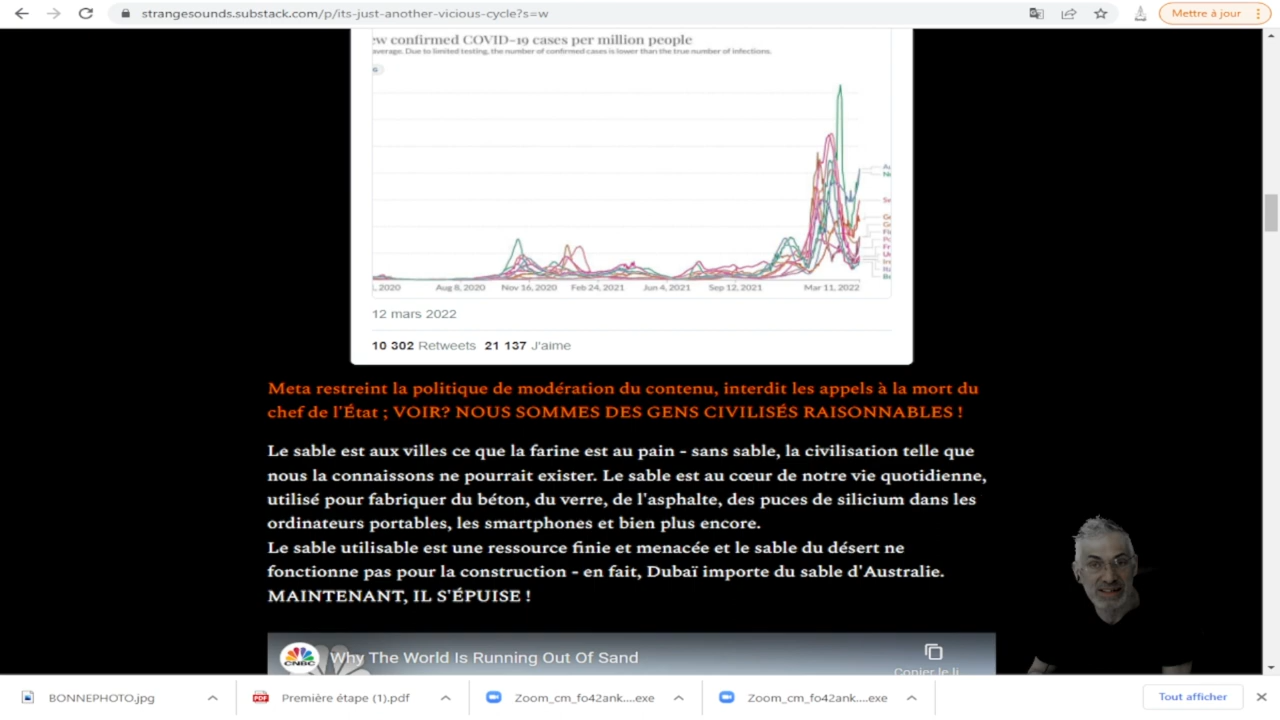 strangesounds.substack.com/p/its-just-another-vicious-cycle?s=w
Mettre à jour
ew confirmed COVID-19 cases per million people
average. Due to limited testing, the number of confirmed cases is lower than the true number of infections.
, 2020 Aug 8, 2020 Nov 16, 2020 Feb 24, 2021 Jun 4, 2021 Sep 12, 2021 Mar 11, 2022
12 mars 2022
10 302 Retweets 21 137 J'aime
Meta restreint la politique de modération du contenu, interdit les appels à la mort du
chef de l'État ; VOIR? NOUS SOMMES DES GENS CIVILISÉS RAISONNABLES !
Le sable est aux villes ce que la farine est au pain - sans sable, la civilisation telle que
nous la connaissons ne pourrait exister. Le sable est au cœur de notre vie quotidienne,
utilisé pour fabriquer du béton, du verre, de l'asphalte, des puces de silicium dans les
ordinateurs portables, les smartphones et bien plus encore.
Le sable utilisable est une ressource finie et menacée et le sable du désert ne
fonctionne pas pour la construction - en fait, Dubaï importe du sable d'Australie.
MAINTENANT, IL S'ÉPUISE !
CNBC Why The World Is Running Out Of Sand
Copier le li
BONNEPHOTO.jpg
PDF Première étape (1).pdf
Zoom_cm_fo42ank....exe
Zoom_cm_fo42ank....exe
Tout afficher